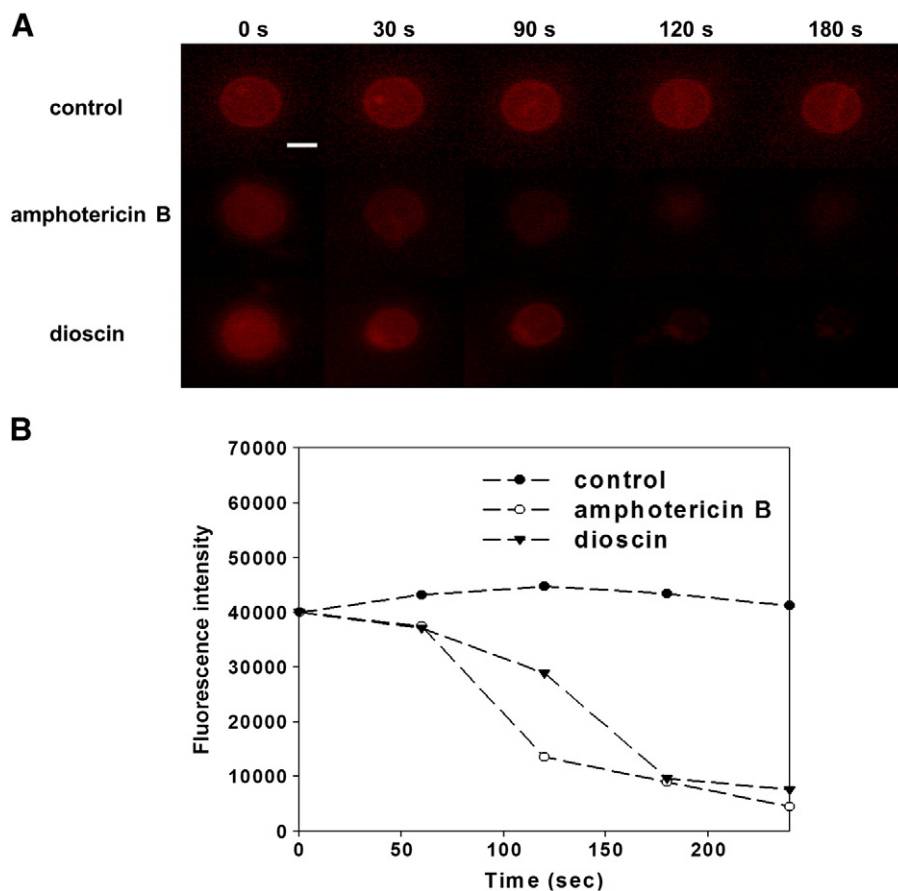 A
0 s 30 s 90 s 120 s 180 s
control
amphotericin B
dioscin
B
70000
60000
50000
40000
30000
20000
10000
0
Fluorescence intensity
control
amphotericin B
dioscin
0 50 100 150 200
Time (sec)